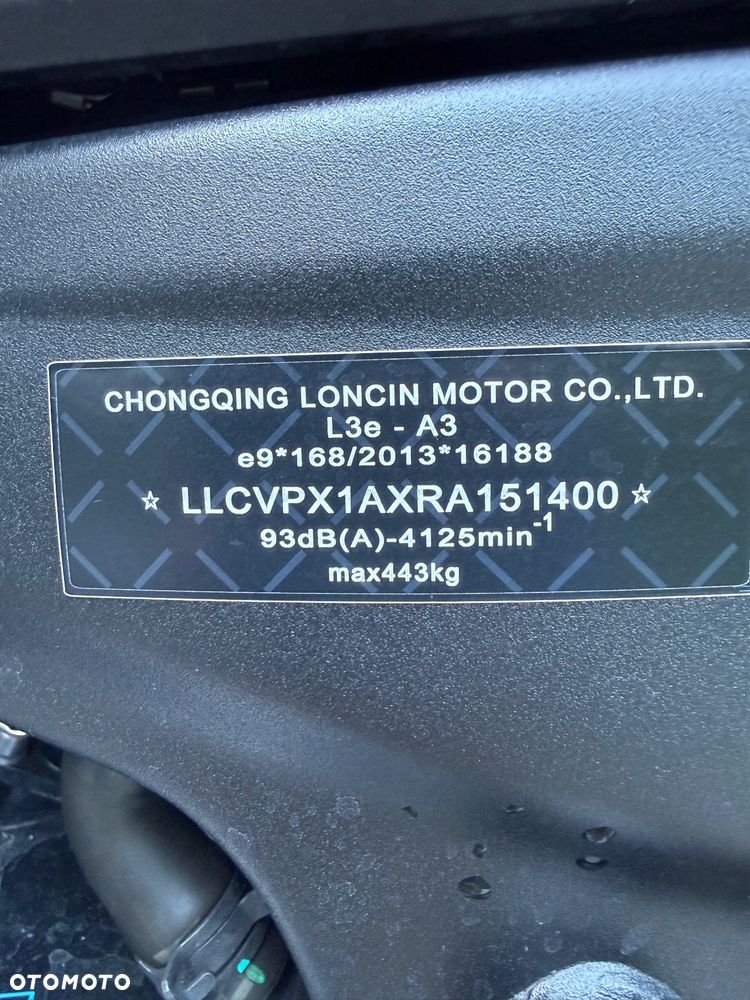 CHONGQING LONCIN MOTOR CO.,LTD.
L3e - A3
e9*168/2013*16188
☆ LLCVPX1AXRA151400 ☆
93dB(A)-4125min⁻¹
max443kg
OTOMOTO